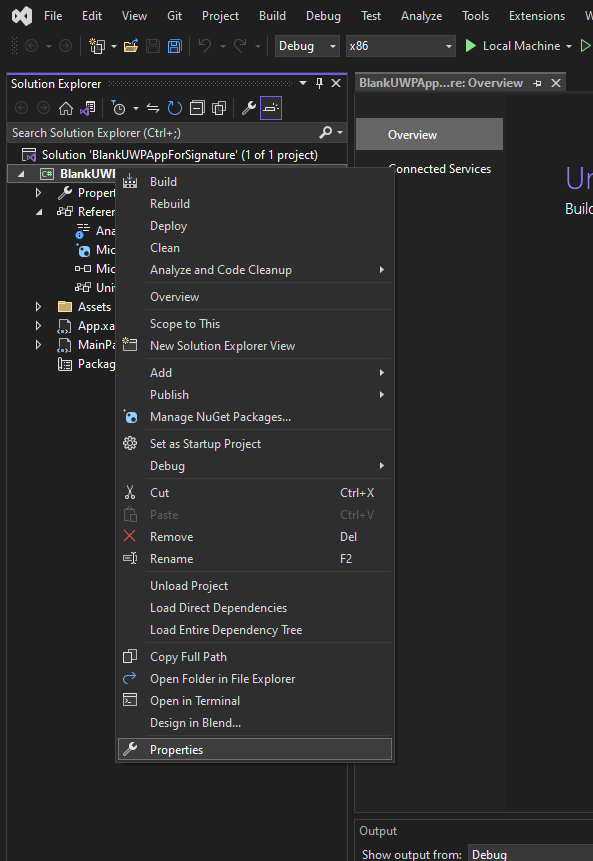 File Edit View Git Project Build Debug Test Analyze Tools Extensions W
Debug x86 Local Machine
Solution Explorer
BlankUWPApp...re: Overview
Search Solution Explorer (Ctrl+;)
Solution 'BlankUWPAppForSignature' (1 of 1 project)
C# BlankUWP
Propert
Referen
Ana
Mic
Mic
Univ
Assets
App.xa
MainPa
Packag
Build
Rebuild
Deploy
Clean
Analyze and Code Cleanup
Overview
Scope to This
New Solution Explorer View
Add
Publish
Manage NuGet Packages...
Set as Startup Project
Debug
Cut Ctrl+X
Paste Ctrl+V
Remove Del
Rename F2
Unload Project
Load Direct Dependencies
Load Entire Dependency Tree
Copy Full Path
Open Folder in File Explorer
Open in Terminal
Design in Blend...
Properties
Overview
Connected Services
Un
Build
Output
Show output from: Debug